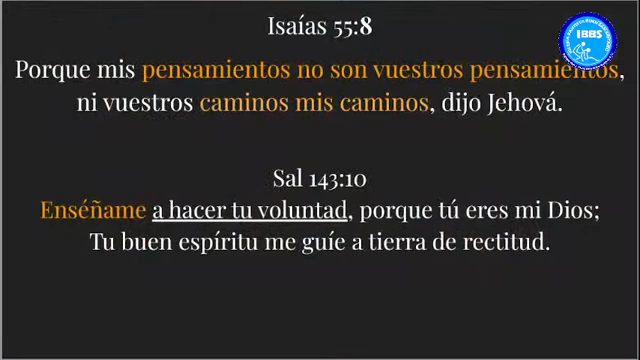 Isaías 55:8
IBBS
Porque mis pensamientos no son vuestros pensamientos,
ni vuestros caminos mis caminos, dijo Jehová.
Sal 143:10
Enséñame a hacer tu voluntad, porque tú eres mi Dios;
Tu buen espíritu me guíe a tierra de rectitud.